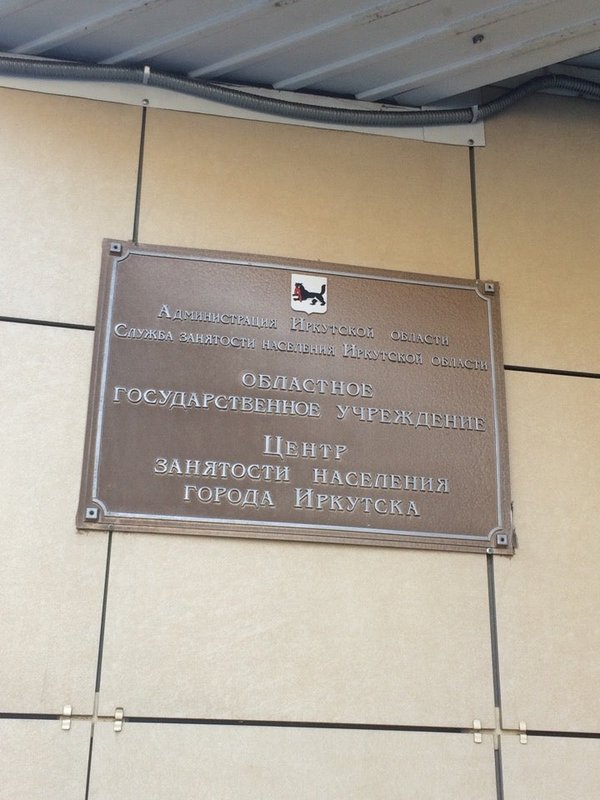 Администрация Иркутской области
Служба занятости населения Иркутской области
ОБЛАСТНОЕ
ГОСУДАРСТВЕННОЕ УЧРЕЖДЕНИЕ
Центр
занятости населения
города Иркутска